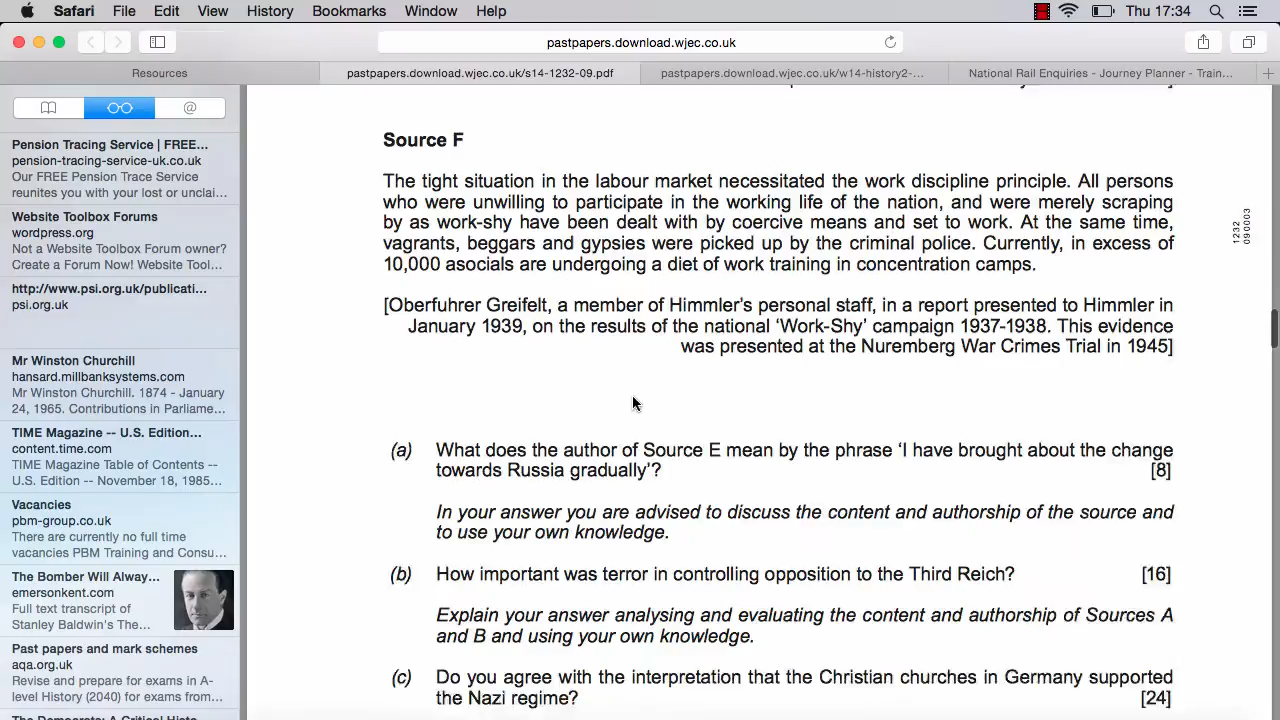 Safari File Edit View History Bookmarks Window Help Thu 17:34
pastpapers.download.wjec.co.uk
Resources
pastpapers.download.wjec.co.uk/s14-1232-09.pdf
pastpapers.download.wjec.co.uk/w14-history2-...
National Rail Enquiries - Journey Planner - Train...
@
Pension Tracing Service | FREE...
pension-tracing-service-uk.co.uk
Our FREE Pension Trace Service
reunites you with your lost or unclai...
Website Toolbox Forums
wordpress.org
Not a Website Toolbox Forum owner?
Create a Forum Now! Website Tool...
http://www.psi.org.uk/publicati...
psi.org.uk
Mr Winston Churchill
hansard.millbanksystems.com
Mr Winston Churchill. 1874 - January
24, 1965. Contributions in Parliame...
TIME Magazine -- U.S. Edition...
content.time.com
TIME Magazine Table of Contents --
U.S. Edition -- November 18, 1985...
Vacancies
pbm-group.co.uk
There are currently no full time
vacancies PBM Training and Consu...
The Bomber Will Alway...
emersonkent.com
Full text transcript of
Stanley Baldwin's The...
Past papers and mark schemes
aqa.org.uk
Revise and prepare for exams in A-
level History (2040) for exams from...
Source F
The tight situation in the labour market necessitated the work discipline principle. All persons
who were unwilling to participate in the working life of the nation, and were merely scraping
by as work-shy have been dealt with by coercive means and set to work. At the same time,
vagrants, beggars and gypsies were picked up by the criminal police. Currently, in excess of
10,000 asocials are undergoing a diet of work training in concentration camps.
[Oberfuhrer Greifelt, a member of Himmler's personal staff, in a report presented to Himmler in
January 1939, on the results of the national 'Work-Shy' campaign 1937-1938. This evidence
was presented at the Nuremberg War Crimes Trial in 1945]
1232
090003
(a) What does the author of Source E mean by the phrase 'I have brought about the change
towards Russia gradually'? [8]
In your answer you are advised to discuss the content and authorship of the source and
to use your own knowledge.
(b) How important was terror in controlling opposition to the Third Reich? [16]
Explain your answer analysing and evaluating the content and authorship of Sources A
and B and using your own knowledge.
(c) Do you agree with the interpretation that the Christian churches in Germany supported
the Nazi regime? [24]